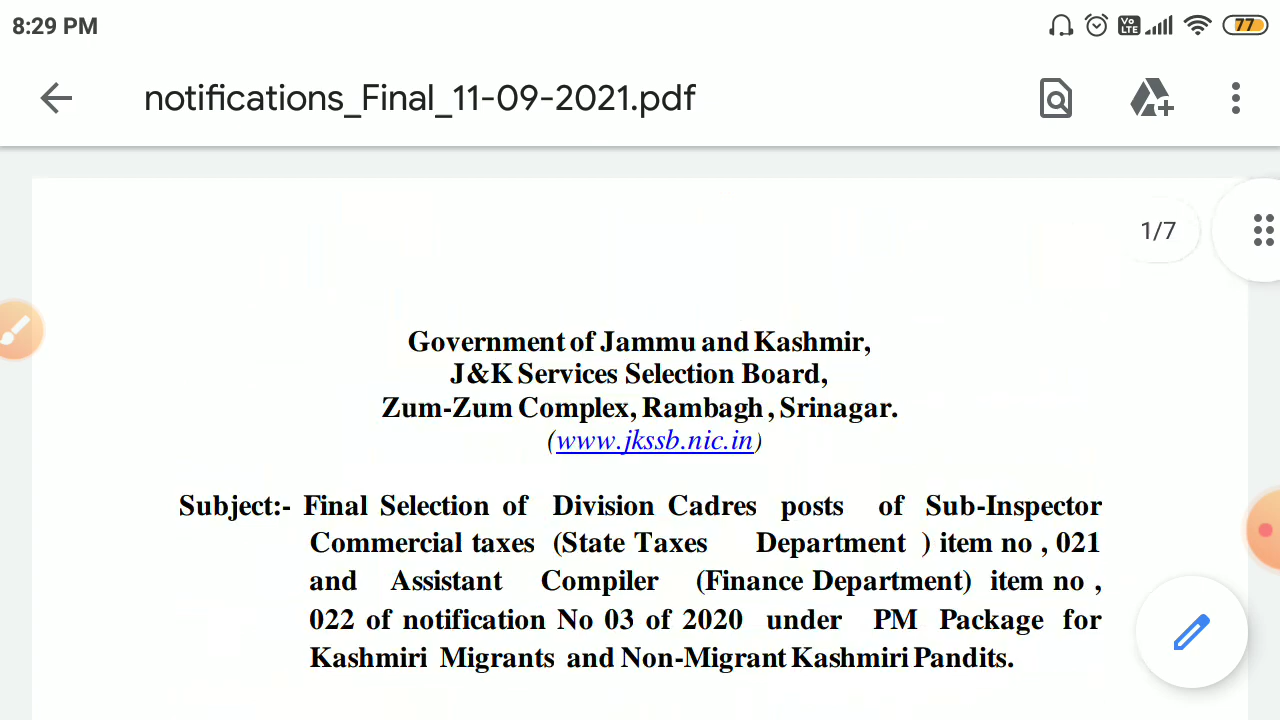 8:29 PM
Vo LTE
77
notifications_Final_11-09-2021.pdf
1/7
Government of Jammu and Kashmir,
J&K Services Selection Board,
Zum-Zum Complex, Rambagh , Srinagar.
(www.jkssb.nic.in)
Subject:- Final Selection of Division Cadres posts of Sub-Inspector
Commercial taxes (State Taxes Department ) item no , 021
and Assistant Compiler (Finance Department) item no ,
022 of notification No 03 of 2020 under PM Package for
Kashmiri Migrants and Non-Migrant Kashmiri Pandits.